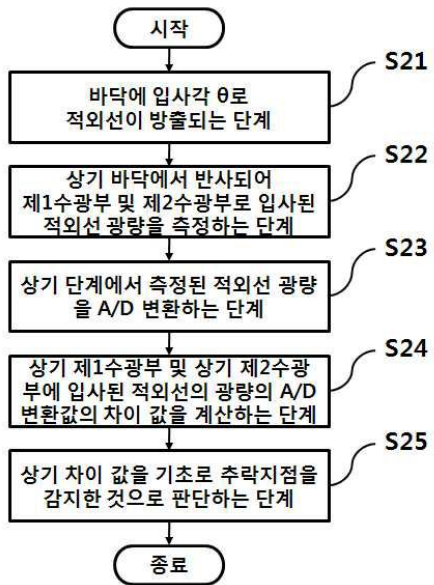 시작
S21
바닥에 입사각 θ로
적외선이 방출되는 단계
S22
상기 바닥에서 반사되어
제1수광부 및 제2수광부로 입사된
적외선 광량을 측정하는 단계
S23
상기 단계에서 측정된 적외선 광량
을 A/D 변환하는 단계
S24
상기 제1수광부 및 상기 제2수광
부에 입사된 적외선의 광량의 A/D
변환값의 차이 값을 계산하는 단계
S25
상기 차이 값을 기초로 추락지점을
감지한 것으로 판단하는 단계
종료